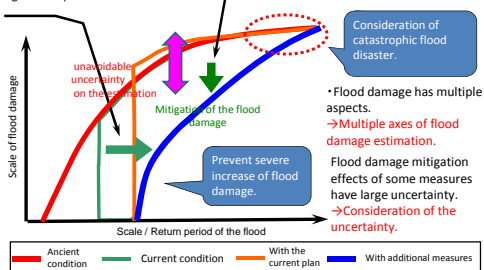 Consideration of
catastrophic flood
disaster.
unavoidable
uncertainty
on the estimation
Mitigation of the flood
damage
Scale of flood damage
・Flood damage has multiple
aspects.
→Multiple axes of flood
damage estimation.
Prevent severe
increase of flood
damage.
Flood damage mitigation
effects of some measures
have large uncertainty.
→Consideration of the
uncertainty.
Scale / Return period of the flood
Ancient
condition
Current condition
With the
current plan
With additional measures